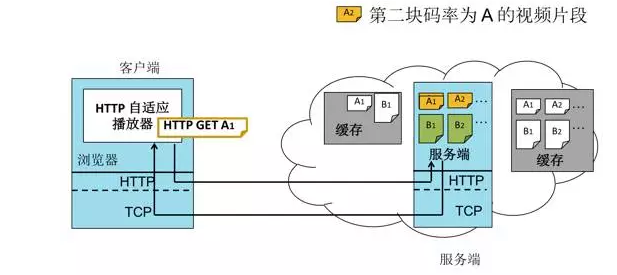 A2 第二块码率为 A 的视频片段
客户端
HTTP 自适应
播放器
HTTP GET A1
浏览器
HTTP
TCP
A1 B1
缓存
A1 A2 ...
B1 B2 ...
服务端
HTTP
TCP
A1 A2 ...
B1 B2 ...
缓存
服务端